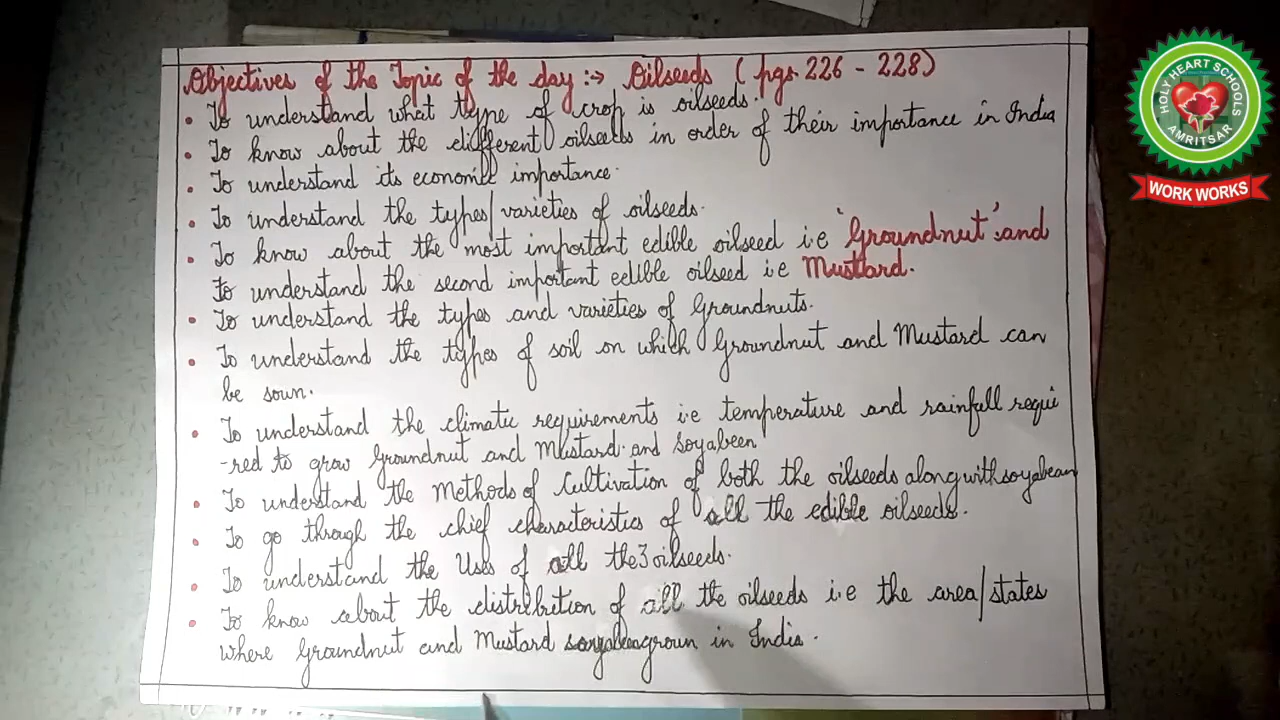 Objectives of the Topic of the day :→ Oilseeds ( pgs. 226 - 228)
• To understand what type of crop is oilseeds.
• To know about the different oilseeds in order of their importance in India
• To understand its economic importance.
• To understand the types/varieties of oilseeds.
• To know about the most important edible oilseed i.e 'Groundnut' and
To understand the second important edible oilseed i.e Mustard.
• To understand the types and varieties of Groundnuts.
• To understand the types of soil on which Groundnut and Mustard can
be sown.
• To understand the climatic requirements i.e temperature and rainfall requi
-red to grow Groundnut and Mustard and Soyabeen
• To understand the Methods of Cultivation of both the oilseeds along with soyabean
• To go through the chief characteristics of all the edible oilseeds.
• To understand the Uses of all the 3 oilseeds.
• To know about the distribution of all the oilseeds i.e the area/states
where Groundnut and Mustard soyabean grown in India.
HOLY HEART SCHOOLS
AMRITSAR
WORK WORKS